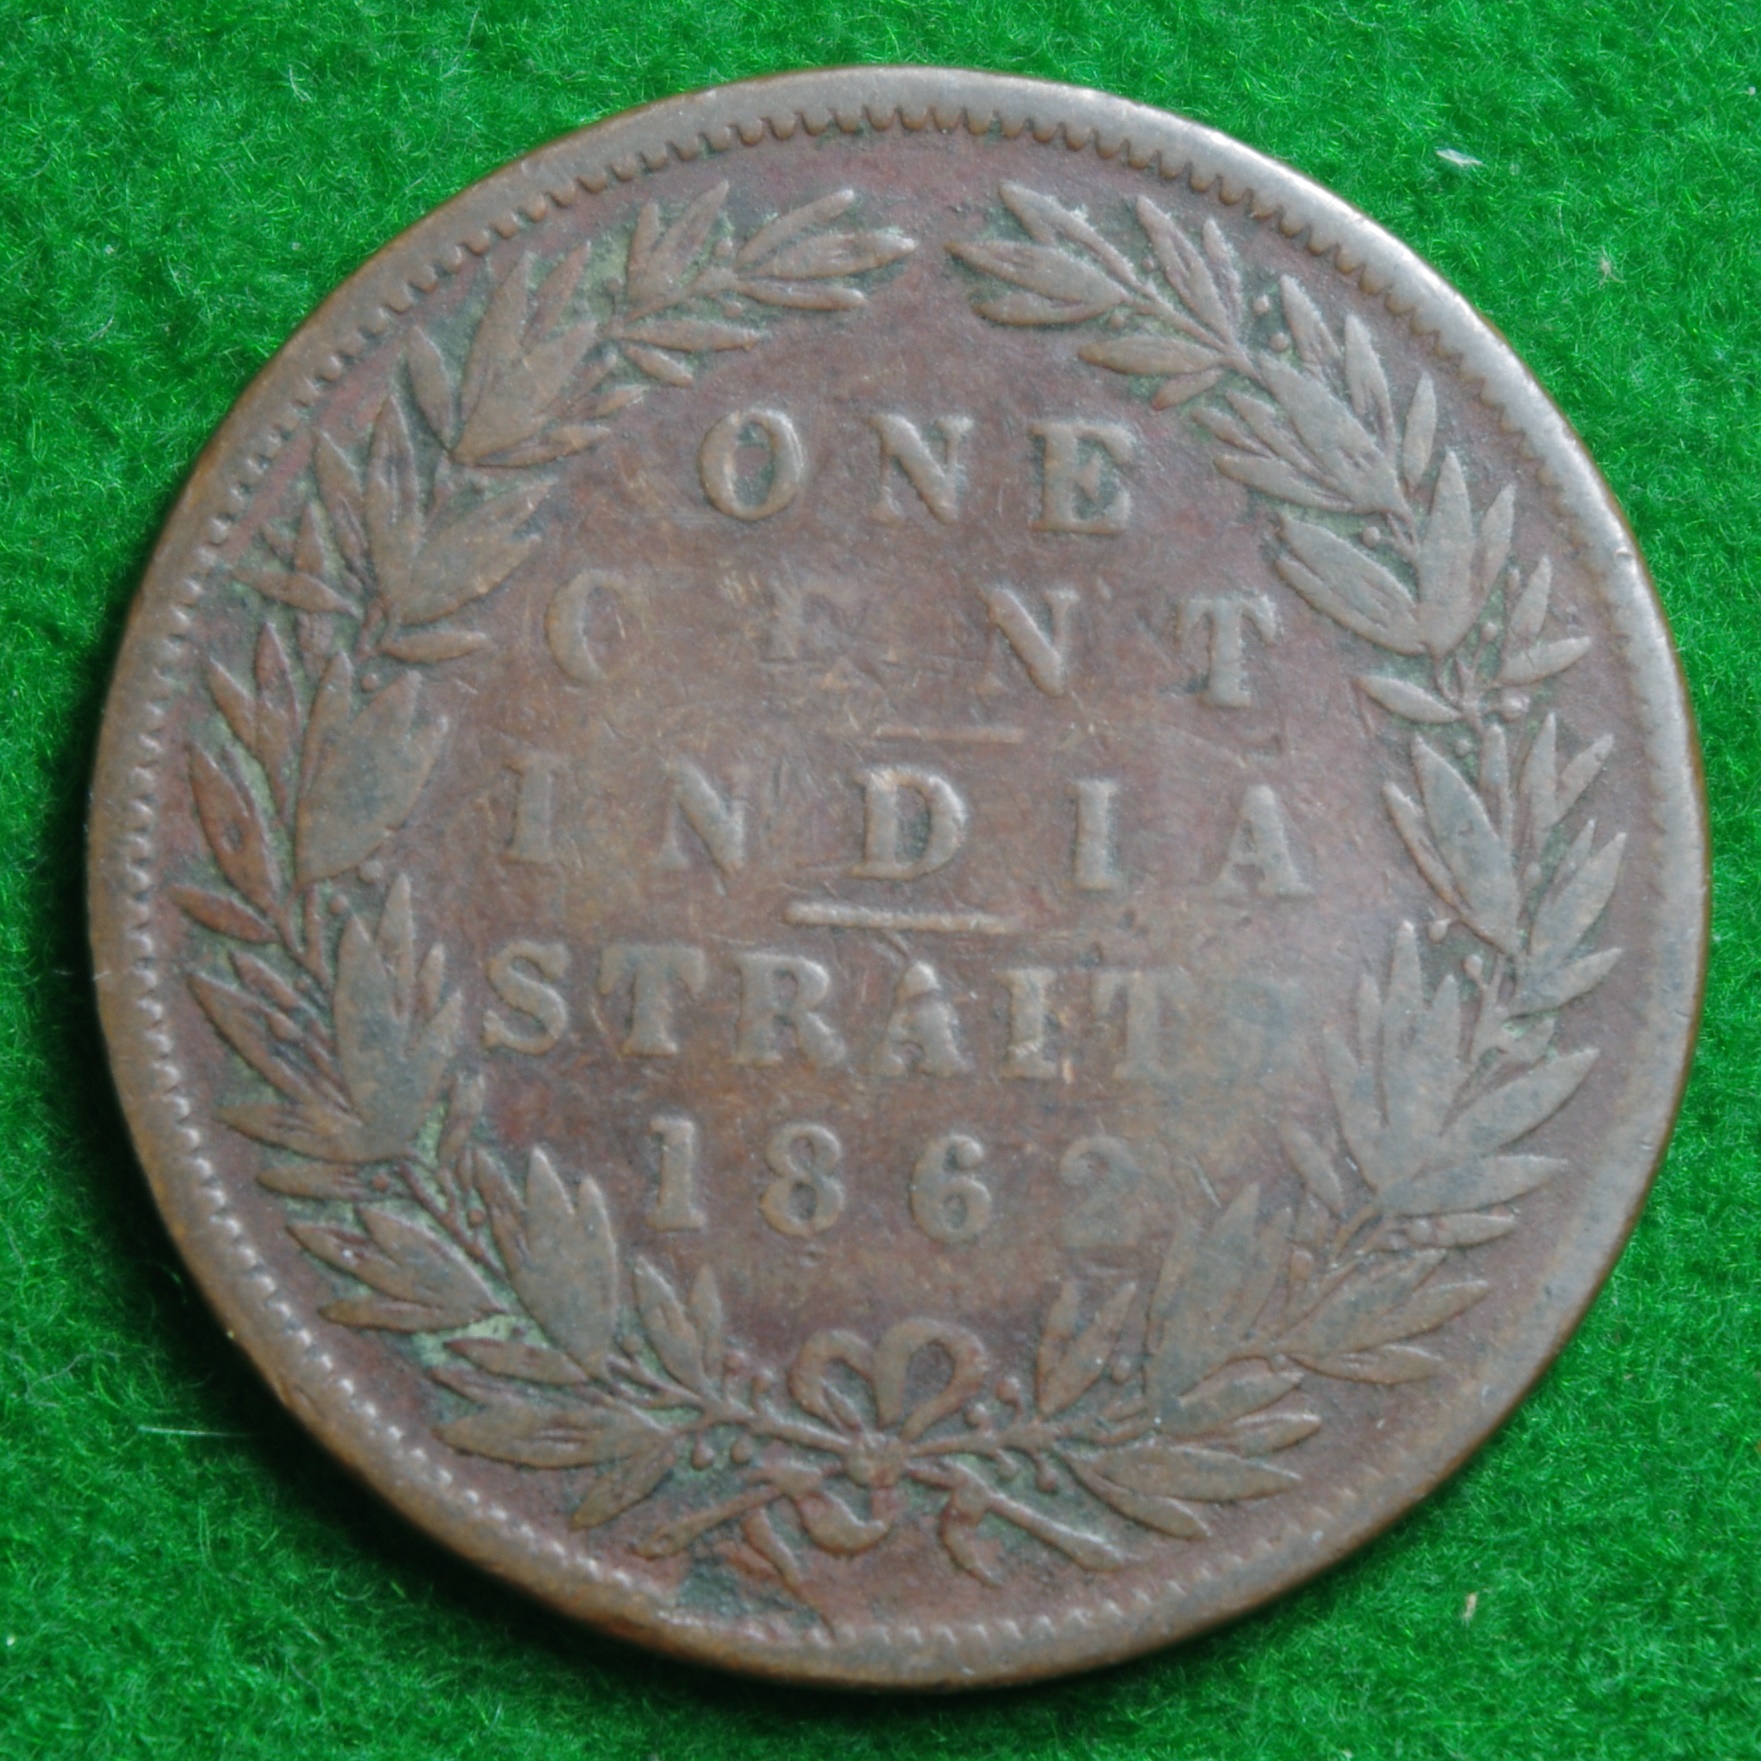 ONE
CENT
INDIA
STRAITS
1862